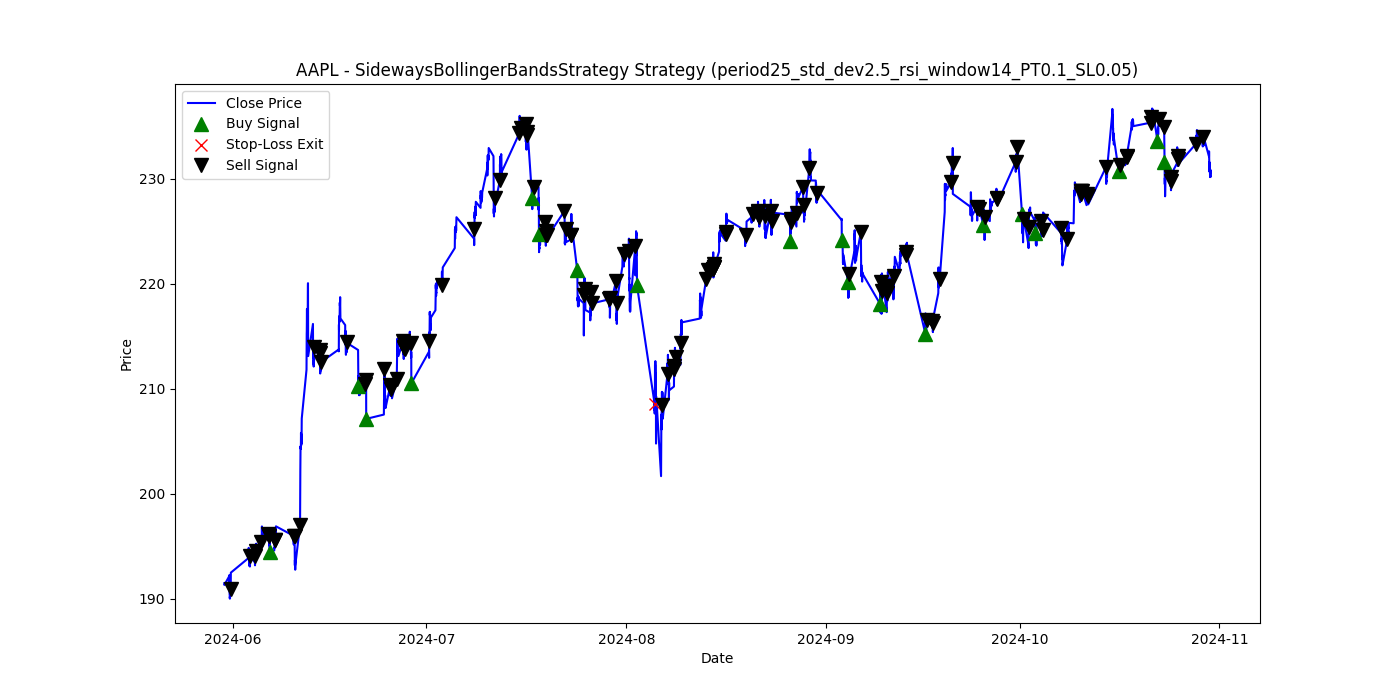 AAPL - SidewaysBollingerBandsStrategy Strategy (period25_std_dev2.5_rsi_window14_PT0.1_SL0.05)
Close Price
Buy Signal
Stop-Loss Exit
Sell Signal
230
220
210
200
190
Price
2024-06 2024-07 2024-08 2024-09 2024-10 2024-11
Date